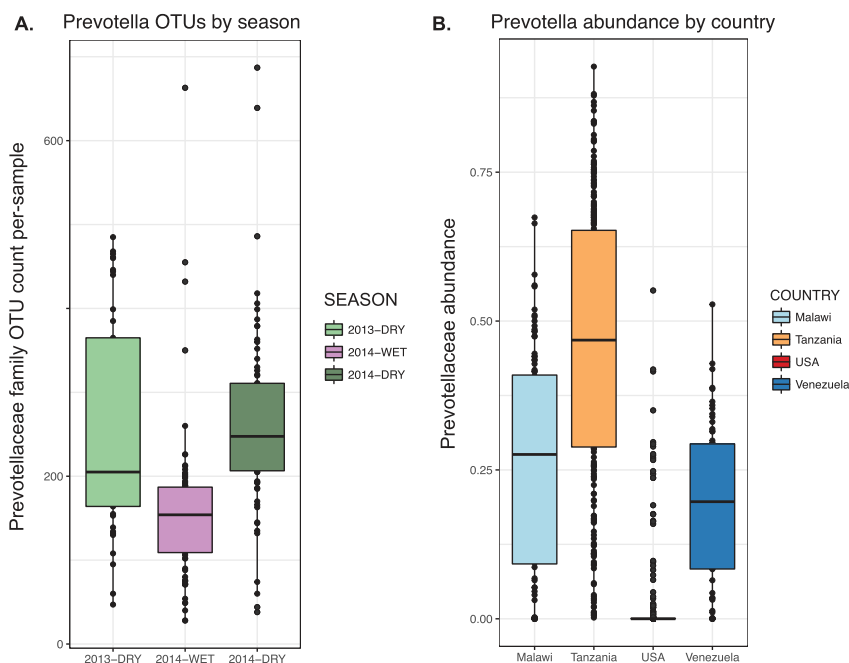 A.
Prevotella OTUs by season
Prevotellaceae family OTU count per-sample
600
200
0
2013−DRY
2014−WET
2014−DRY
SEASON
2013−DRY
2014−WET
2014−DRY
B.
Prevotella abundance by country
Prevotellaceae abundance
0.75
0.50
0.25
0.00
Malawi
Tanzania
USA
Venezuela
COUNTRY
Malawi
Tanzania
USA
Venezuela